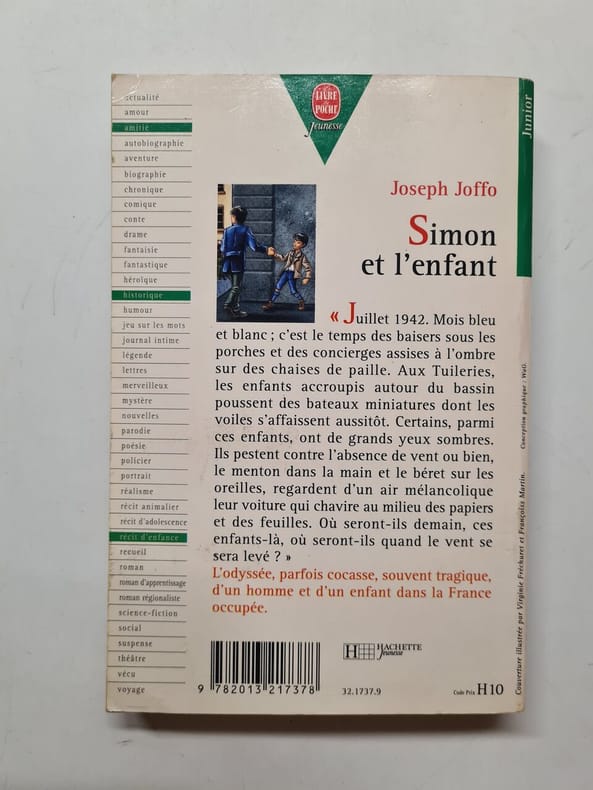 actualité
amour
amitié
autobiographie
aventure
biographie
chronique
comique
conte
drame
fantaisie
fantastique
héroïque
historique
humour
jeu sur les mots
journal intime
légende
lettres
merveilleux
mystère
nouvelles
parodie
poésie
policier
portrait
réalisme
récit animalier
récit d'adolescence
récit d'enfance
recueil
roman
roman d'apprentissage
roman régionaliste
science-fiction
social
suspense
théâtre
vécu
voyage
LE LIVRE
DE POCHE
Jeunesse
Junior
Joseph Joffo
Simon
et l'enfant
« Juillet 1942. Mois bleu
et blanc ; c'est le temps des baisers sous les
porches et des concierges assises à l'ombre
sur des chaises de paille. Aux Tuileries,
les enfants accroupis autour du bassin
poussent des bateaux miniatures dont les
voiles s'affaissent aussitôt. Certains, parmi
ces enfants, ont de grands yeux sombres.
Ils pestent contre l'absence de vent ou bien,
le menton dans la main et le béret sur les
oreilles, regardent d'un air mélancolique
leur voiture qui chavire au milieu des papiers
et des feuilles. Où seront-ils demain, ces
enfants-là, où seront-ils quand le vent se
sera levé ? »
L'odyssée, parfois cocasse, souvent tragique,
d'un homme et d'un enfant dans la France
occupée.
H HACHETTE
Jeunesse
9 782013 217378
32.1737.9
Code Prix H10
Couverture illustrée par Virginie Fréchuret et Françoise Martin.
Conception graphique : WaG.